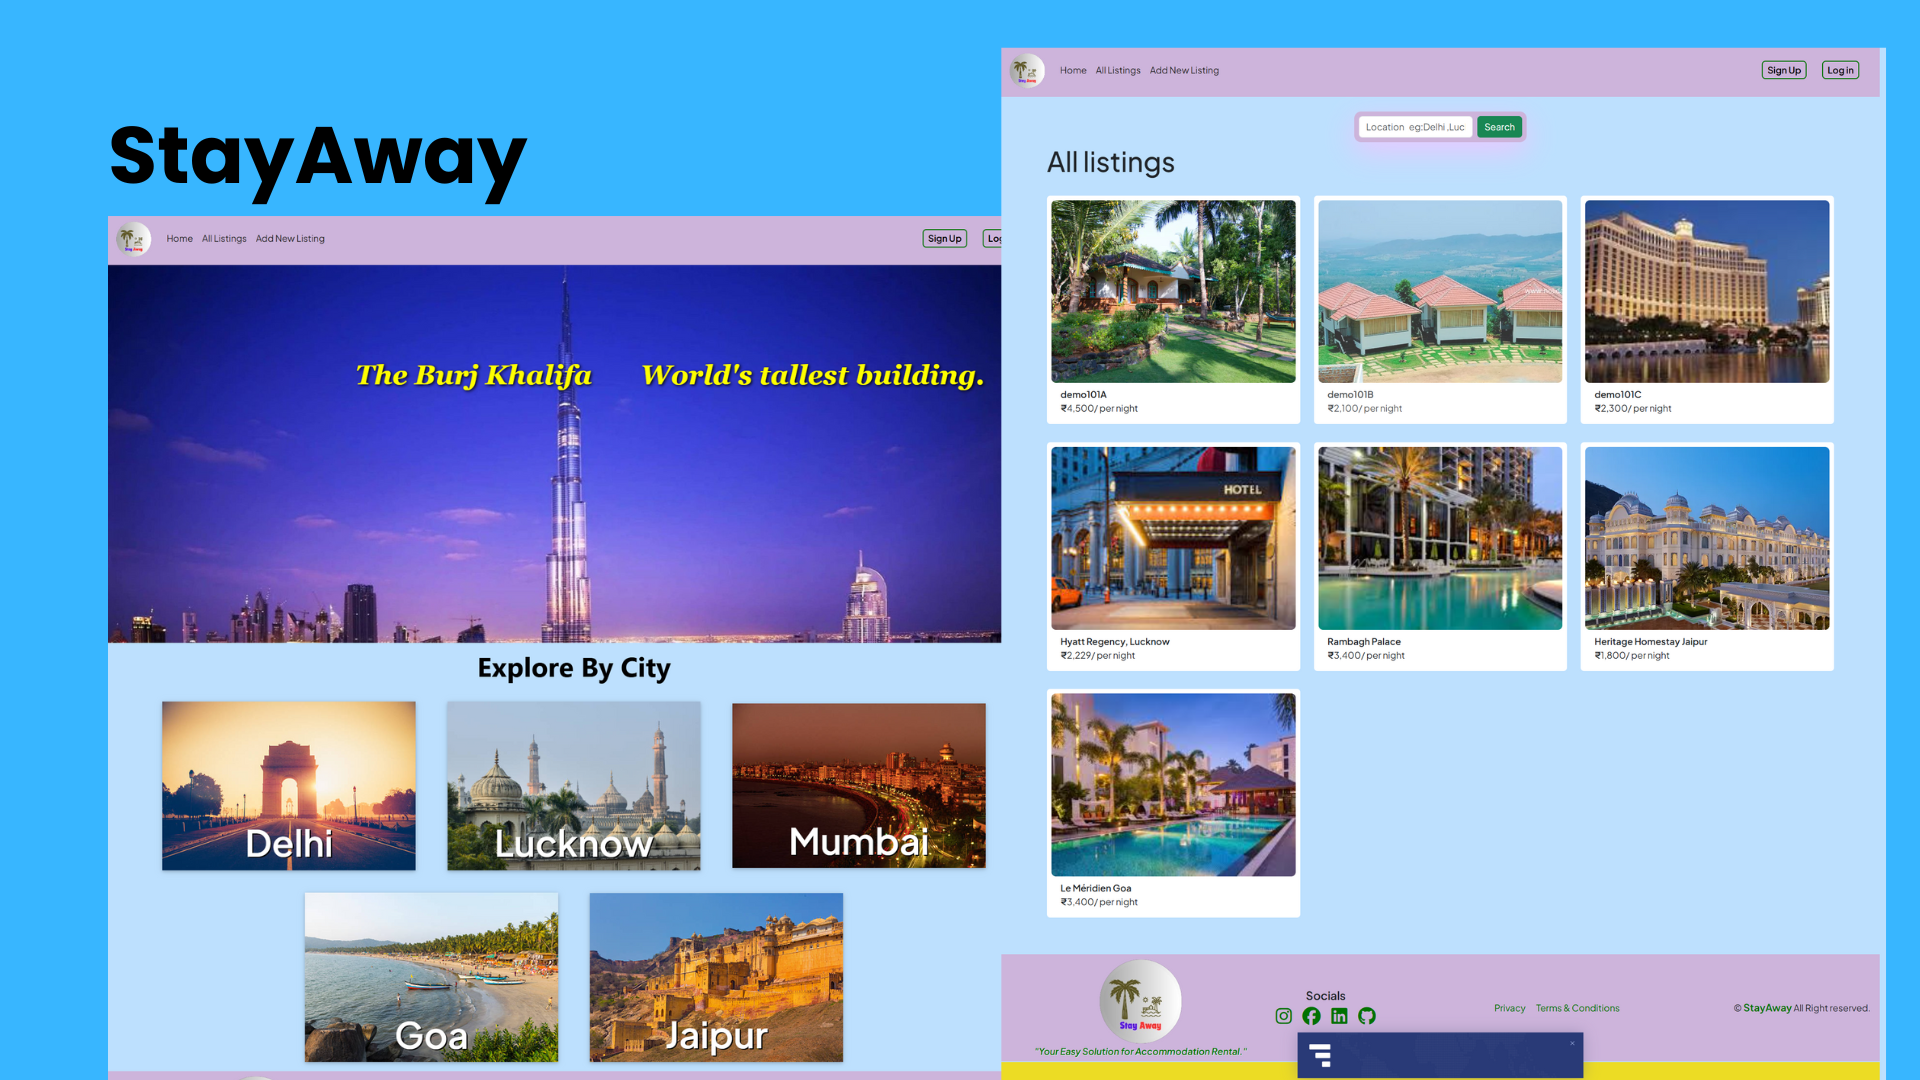 StayAway
Stay Away
Home All Listings Add New Listing
Sign Up
The Burj Khalifa World's tallest building.
Explore By City
Delhi
Lucknow
Mumbai
Goa
Jaipur
Stay Away
Home All Listings Add New Listing
Sign Up Log in
Location eg:Delhi ,Luc Search
All listings
demo101A
₹4,500/ per night
demo101B
₹2,100/ per night
demo101C
₹2,300/ per night
HOTEL
Hyatt Regency, Lucknow
₹2,229/ per night
Rambagh Palace
₹3,400/ per night
Heritage Homestay Jaipur
₹1,800/ per night
Le Méridien Goa
₹3,400/ per night
Stay Away
"Your Easy Solution for Accommodation Rental."
Socials
Privacy Terms & Conditions
© StayAway All Right reserved.